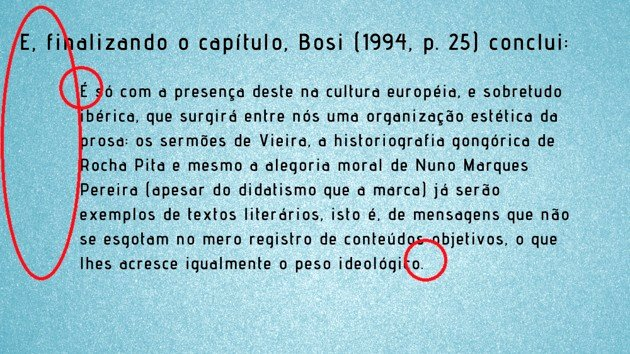 E, finalizando o capítulo, Bosi (1994, p. 25) conclui:
É só com a presença deste na cultura européia, e sobretudo
ibérica, que surgirá entre nós uma organização estética da
prosa: os sermões de Vieira, a historiografia gongórica de
Rocha Pita e mesmo a alegoria moral de Nuno Marques
Pereira (apesar do didatismo que a marca) já serão
exemplos de textos literários, isto é, de mensagens que não
se esgotam no mero registro de conteúdos objetivos, o que
lhes acresce igualmente o peso ideológico.